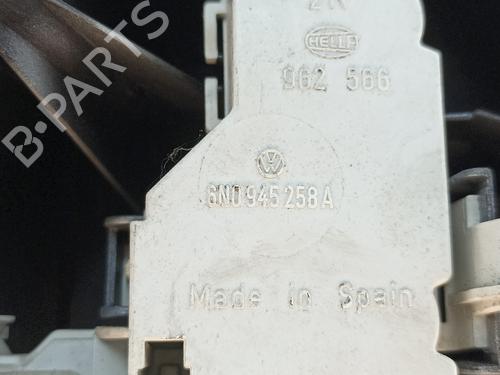 2K
HELLA
962 566
6N0 945 258 A
Made in Spain
B-PARTS